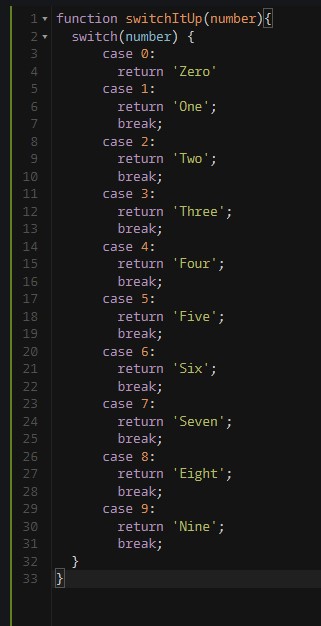 1 function switchItUp(number){
2   switch(number) {
3       case 0:
4         return 'Zero'
5       case 1:
6         return 'One';
7         break;
8       case 2:
9         return 'Two';
10         break;
11       case 3:
12         return 'Three';
13         break;
14       case 4:
15         return 'Four';
16         break;
17       case 5:
18         return 'Five';
19         break;
20       case 6:
21         return 'Six';
22         break;
23       case 7:
24         return 'Seven';
25         break;
26       case 8:
27         return 'Eight';
28         break;
29       case 9:
30         return 'Nine';
31         break;
32   }
33 }